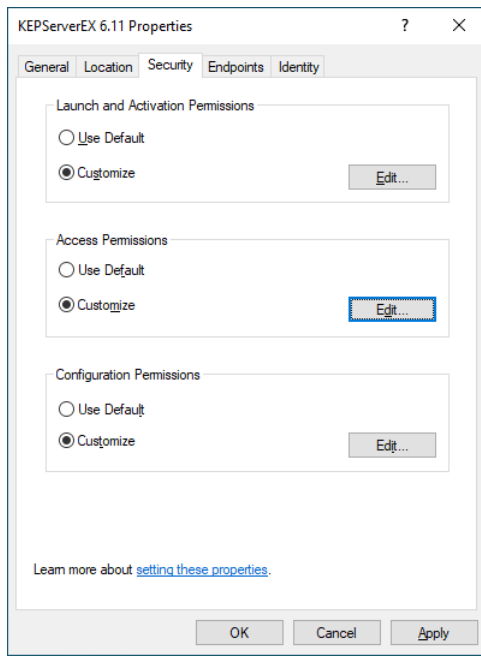 KEPServerEX 6.11 Properties ? ×
General Location Security Endpoints Identity
Launch and Activation Permissions
Use Default
Customize
Edit...
Access Permissions
Use Default
Customize
Edit...
Configuration Permissions
Use Default
Customize
Edit...
Learn more about setting these properties.
OK Cancel Apply